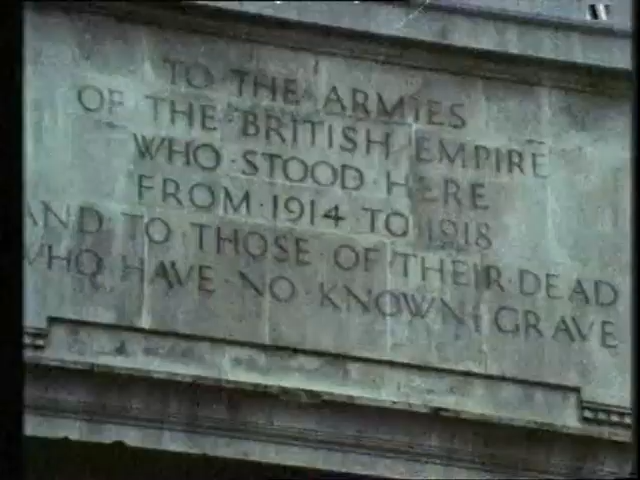 TO THE ARMIES
OF THE BRITISH EMPIRE
WHO STOOD HERE
FROM 1914 TO 1918
AND TO THOSE OF THEIR DEAD
WHO HAVE NO KNOWN GRAVE